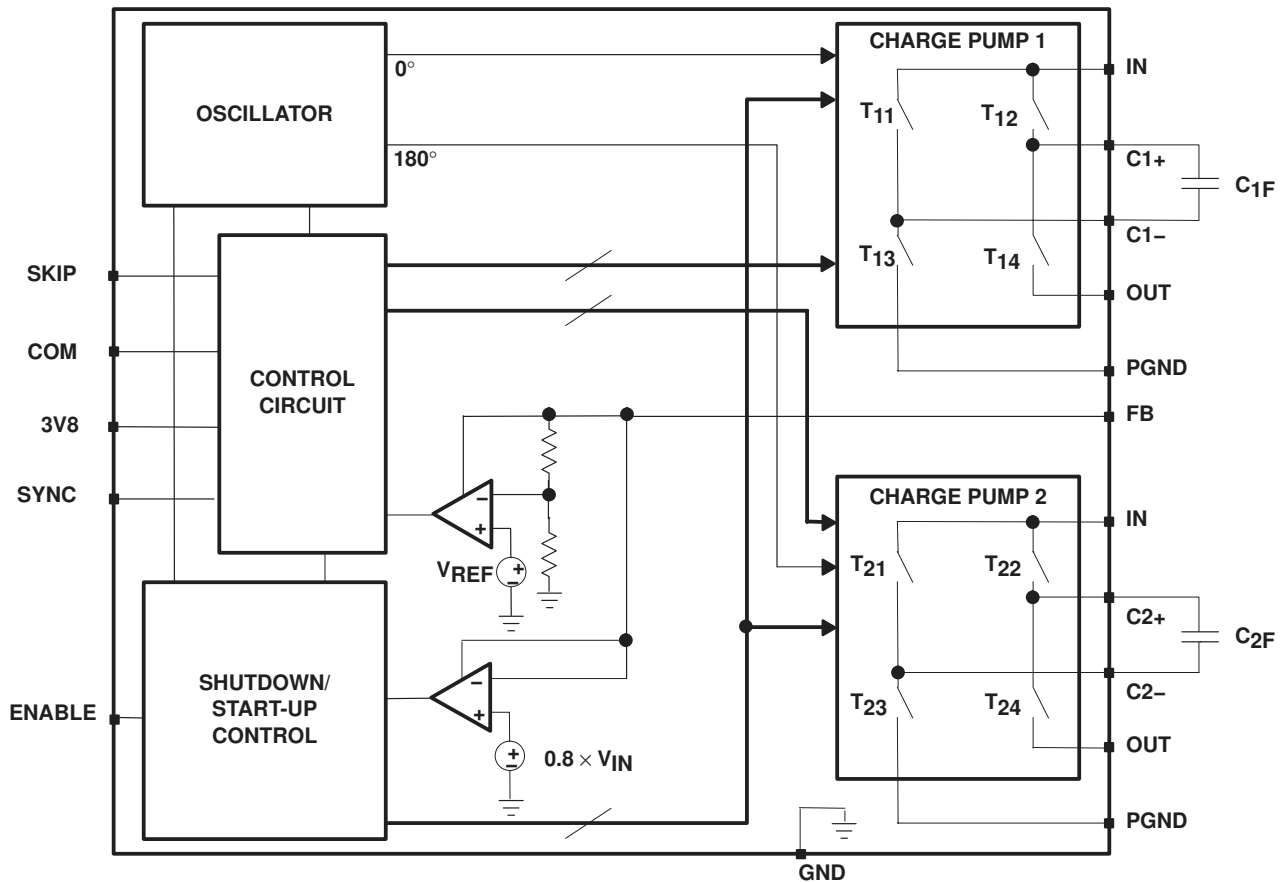 CHARGE PUMP 1
IN
0°
OSCILLATOR
T11
T12
180°
C1+
C1F
C1−
T13
T14
SKIP
OUT
COM
CONTROL
CIRCUIT
PGND
3V8
FB
SYNC
CHARGE PUMP 2
IN
−
+
VREF
+
−
T21
T22
C2+
C2F
SHUTDOWN/
START-UP
CONTROL
−
+
C2−
ENABLE
T23
T24
OUT
+
−
0.8 × VIN
PGND
GND